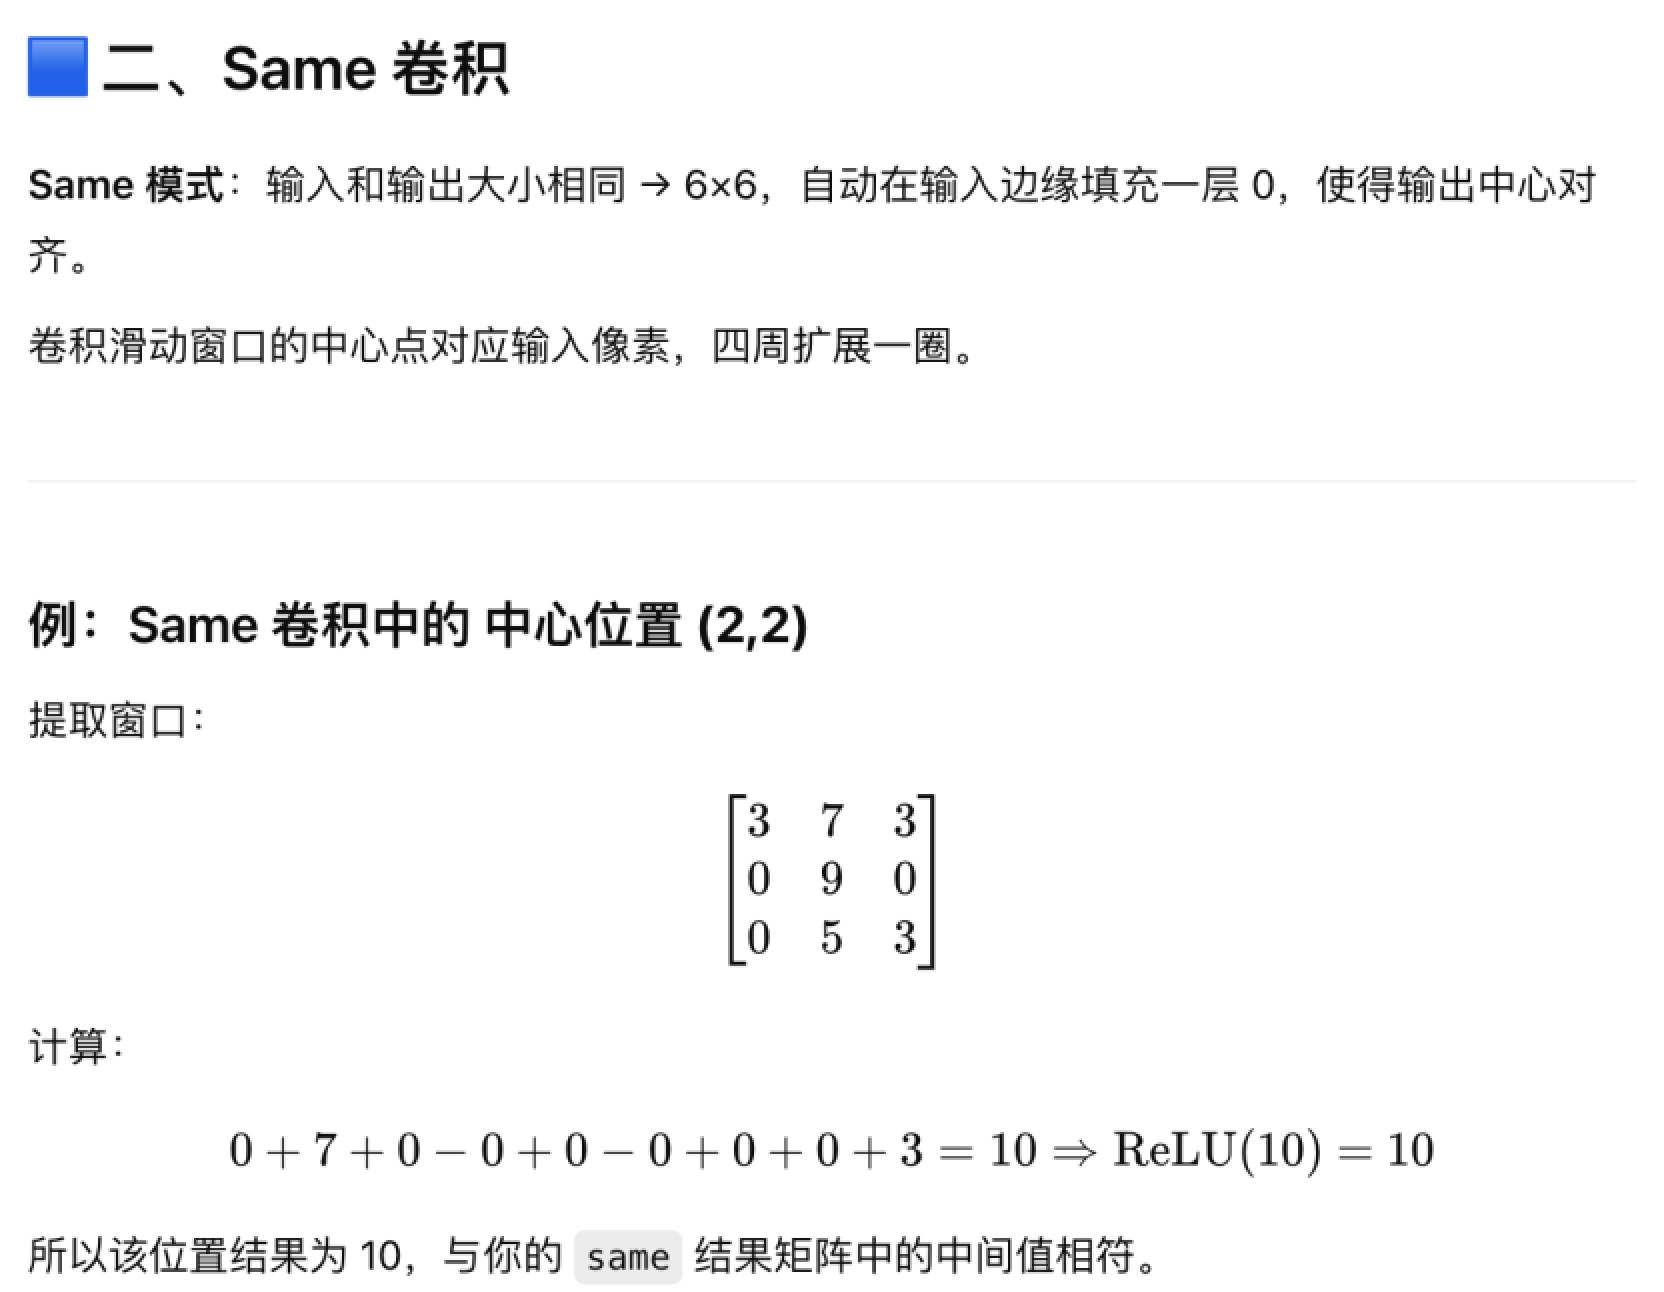 二、Same 卷积
Same 模式：输入和输出大小相同 → 6×6，自动在输入边缘填充一层 0，使得输出中心对
齐。
卷积滑动窗口的中心点对应输入像素，四周扩展一圈。
例：Same 卷积中的 中心位置 (2,2)
提取窗口：
3 7 3
0 9 0
0 5 3
计算：
0 + 7 + 0 − 0 + 0 − 0 + 0 + 0 + 3 = 10 ⇒ ReLU(10) = 10
所以该位置结果为 10，与你的 same 结果矩阵中的中间值相符。